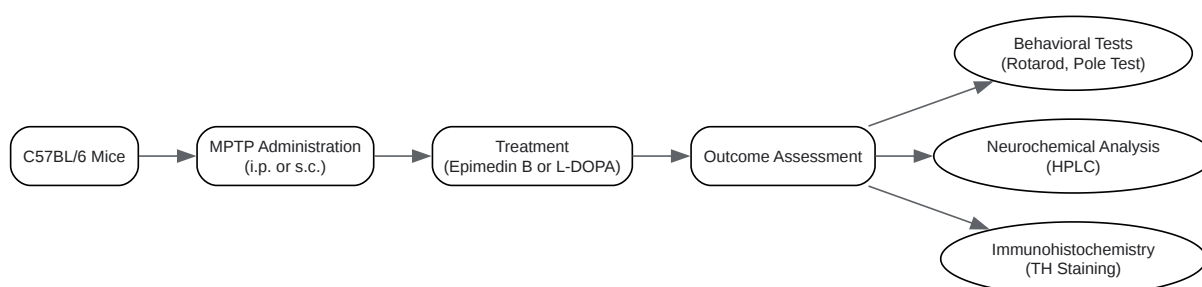 C57BL/6 Mice
MPTP Administration
(i.p. or s.c.)
Treatment
(Epimedin B or L-DOPA)
Outcome Assessment
Behavioral Tests
(Rotarod, Pole Test)
Neurochemical Analysis
(HPLC)
Immunohistochemistry
(TH Staining)